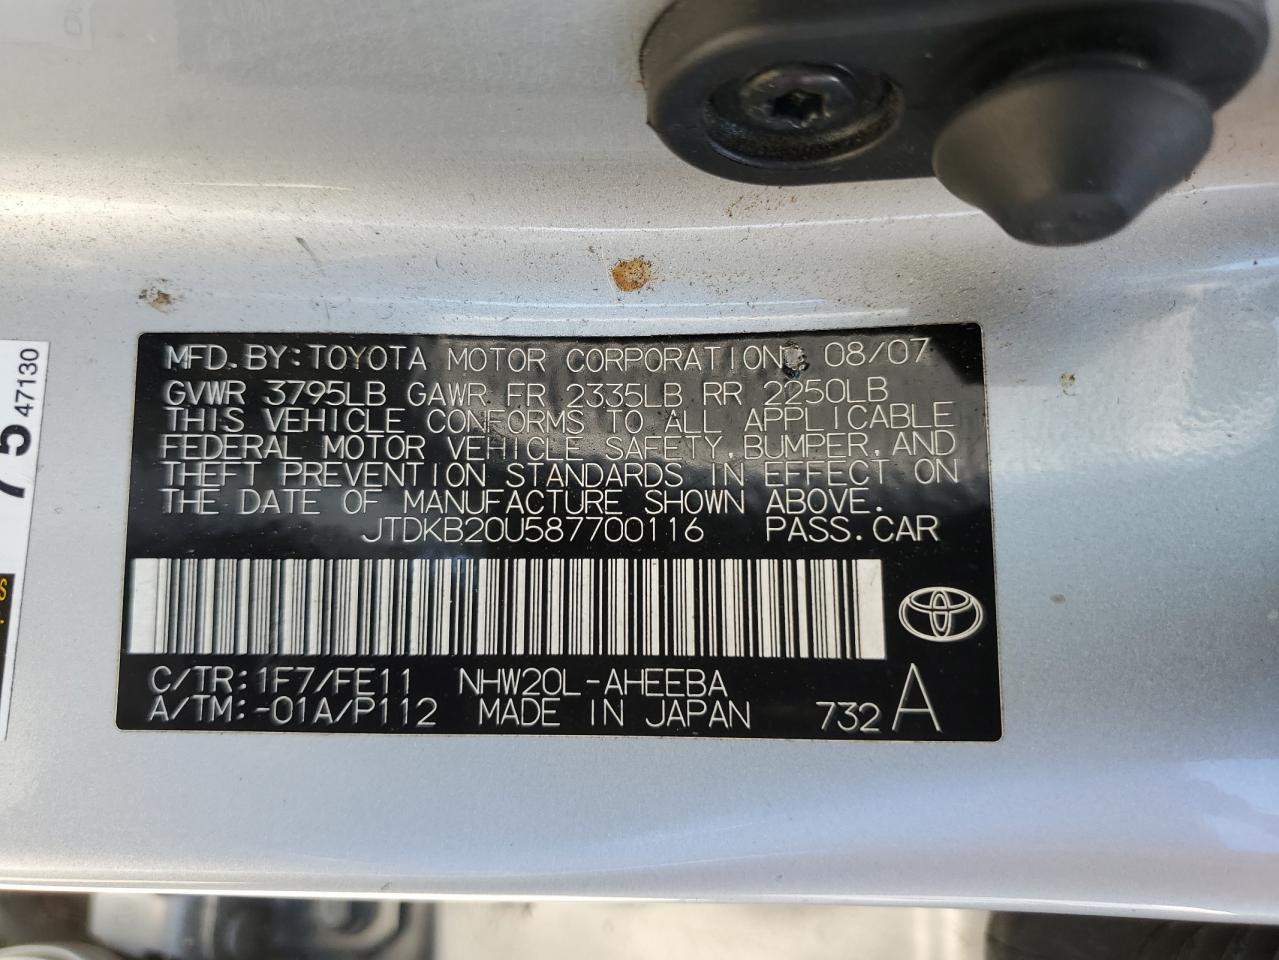 MFD. BY: TOYOTA MOTOR CORPORATION 08/07
GVWR 3795LB GAWR FR 2335LB RR 2250LB
THIS VEHICLE CONFORMS TO ALL APPLICABLE
FEDERAL MOTOR VEHICLE SAFETY, BUMPER, AND
THEFT PREVENTION STANDARDS IN EFFECT ON
THE DATE OF MANUFACTURE SHOWN ABOVE.
JTDKB20U587700116 PASS. CAR
C/TR: 1F7/FE11 NHW20L-AHEEBA
A/TM: -01A/P112 MADE IN JAPAN 732 A
47130